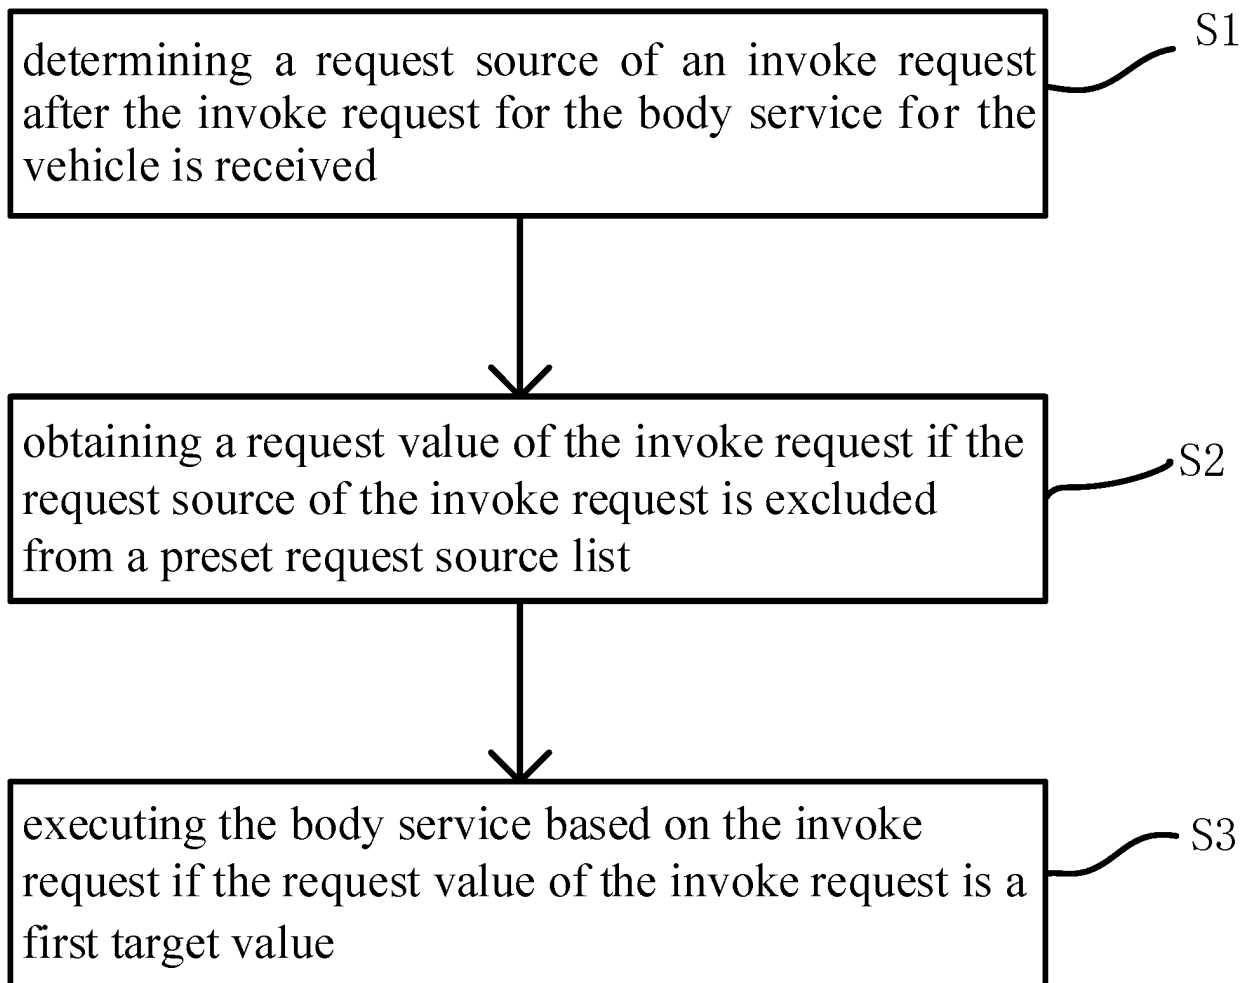 S1
determining a request source of an invoke request
after the invoke request for the body service for the
vehicle is received
obtaining a request value of the invoke request if the
request source of the invoke request is excluded
from a preset request source list
S2
executing the body service based on the invoke
request if the request value of the invoke request is a
first target value
S3